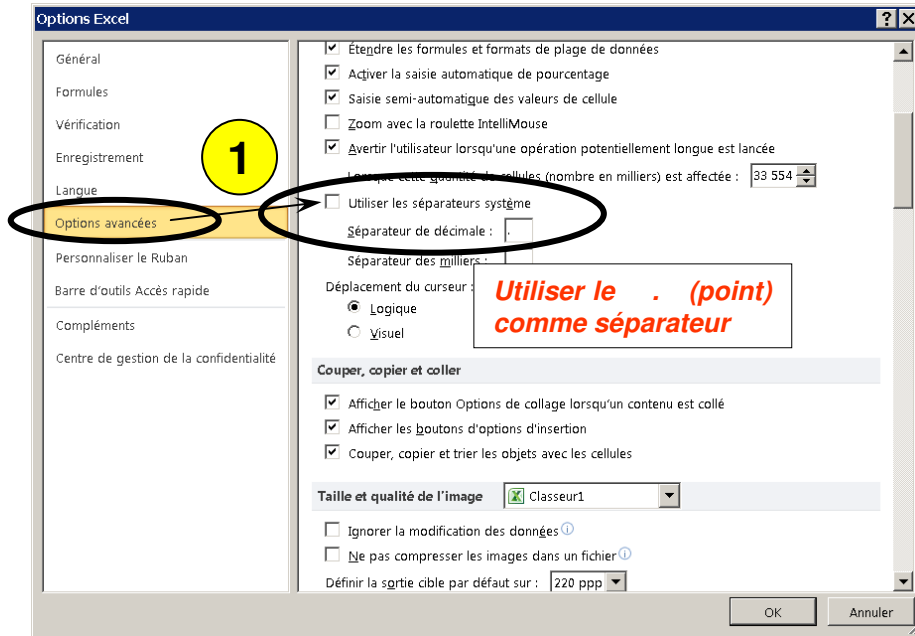 Options Excel
Général
Formules
Vérification
Enregistrement
Langue
Options avancées
Personnaliser le Ruban
Barre d'outils Accès rapide
Compléments
Centre de gestion de la confidentialité
1
Étendre les formules et formats de plage de données
Activer la saisie automatique de pourcentage
Saisie semi-automatique des valeurs de cellule
Zoom avec la roulette IntelliMouse
Avertir l'utilisateur lorsqu'une opération potentiellement longue est lancée
Lorsque cette quantité de cellules (nombre en milliers) est affectée : 33 554
Utiliser les séparateurs système
Séparateur de décimale : .
Séparateur des milliers :
Déplacement du curseur :
Logique
Visuel
Utiliser le . (point)
comme séparateur
Couper, copier et coller
Afficher le bouton Options de collage lorsqu'un contenu est collé
Afficher les boutons d'options d'insertion
Couper, copier et trier les objets avec les cellules
Taille et qualité de l'image Classeur1
Ignorer la modification des données
Ne pas compresser les images dans un fichier
Définir la sortie cible par défaut sur : 220 ppp
OK Annuler